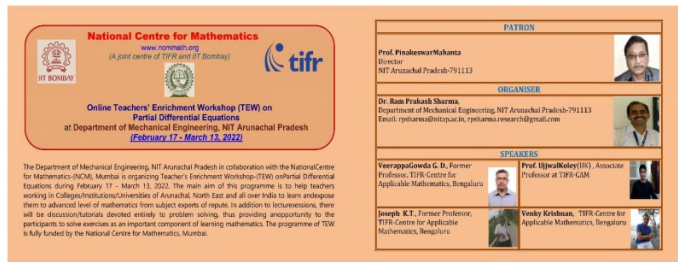 National Centre for Mathematics
www.ncmmath.org
(A joint centre of TIFR and IIT Bombay)
IIT BOMBAY
tifr
Online Teachers' Enrichment Workshop (TEW) on
Partial Differential Equations
at Department of Mechanical Engineering, NIT Arunachal Pradesh
(February 17 - March 13, 2022)
The Department of Mechanical Engineering, NIT Arunachal Pradesh in collaboration with the NationalCentre
for Mathematics-(NCM), Mumbai is organizing Teacher's Enrichment Workshop-(TEW) onPartial Differential
Equations during February 17 - March 13, 2022. The main aim of this programme is to help teachers
working in Colleges/Institutions/Universities of Arunachal, North East and all over India to learn andexpose
them to advanced level of mathematics from subject experts of repute. In addition to lecturesessions, there
will be discussion/tutorials devoted entirely to problem solving, thus providing anopportunity to the
participants to solve exercises as an important component of learning mathematics. The programme of TEW
is fully funded by the National Centre for Mathematics, Mumbai.
PATRON
Prof. PinakeswarMahanta
Director
NIT Arunachal Pradesh-791113
ORGANISER
Dr. Ram Prakash Sharma,
Department of Mechanical Engineering, NIT Arunachal Pradesh-791113
Email: rpsharma@nitap.ac.in, rpsharma.research@gmail.com
SPEAKERS
VeerappaGowda G. D., Former
Professor, TIFR-Centre for
Applicable Mathematics, Bengaluru
Prof. UjjwalKoley(UK) , Associate
Professor at TIFR-CAM
Joseph K.T., Former Professor,
TIFR-Centre for Applicable
Mathematics, Bengaluru
Venky Krishnan, TIFR-Centre for
Applicable Mathematics, Bengaluru